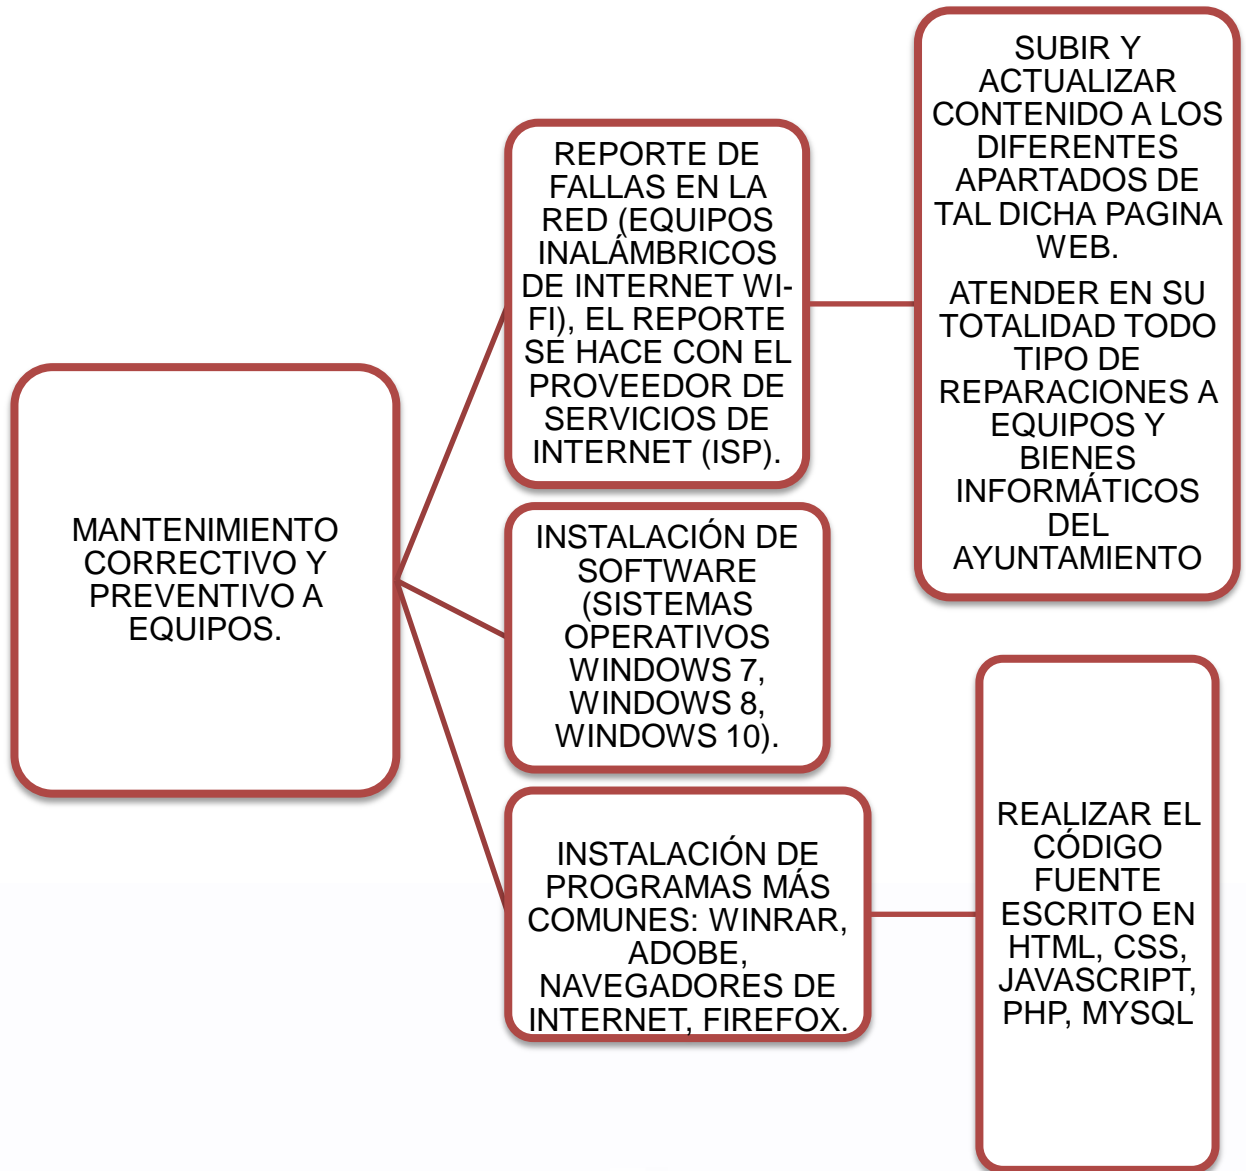 MANTENIMIENTO
CORRECTIVO Y
PREVENTIVO A
EQUIPOS.
REPORTE DE
FALLAS EN LA
RED (EQUIPOS
INALÁMBRICOS
DE INTERNET WI-
FI), EL REPORTE
SE HACE CON EL
PROVEEDOR DE
SERVICIOS DE
INTERNET (ISP).
SUBIR Y
ACTUALIZAR
CONTENIDO A LOS
DIFERENTES
APARTADOS DE
TAL DICHA PAGINA
WEB.
ATENDER EN SU
TOTALIDAD TODO
TIPO DE
REPARACIONES A
EQUIPOS Y
BIENES
INFORMÁTICOS
DEL
AYUNTAMIENTO
INSTALACIÓN DE
SOFTWARE
(SISTEMAS
OPERATIVOS
WINDOWS 7,
WINDOWS 8,
WINDOWS 10).
INSTALACIÓN DE
PROGRAMAS MÁS
COMUNES: WINRAR,
ADOBE,
NAVEGADORES DE
INTERNET, FIREFOX.
REALIZAR EL
CÓDIGO
FUENTE
ESCRITO EN
HTML, CSS,
JAVASCRIPT,
PHP, MYSQL